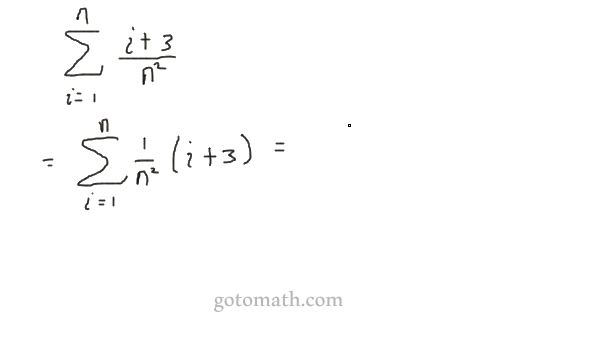 n
∑ i+3/n²
i=1
n
= ∑ 1/n² (i+3) =
i=1
gotomath.com